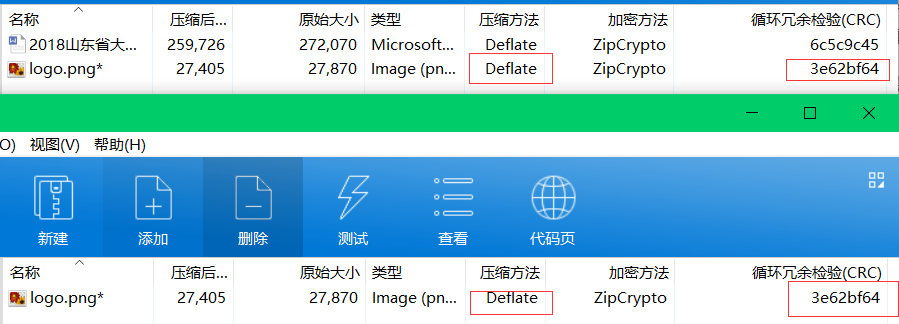 名称 压缩后... 原始大小 类型 压缩方法 加密方法 循环冗余检验(CRC)
2018山东省大... 259,726 272,070 Microsoft... Deflate ZipCrypto 6c5c9c45
logo.png* 27,405 27,870 Image (pn... Deflate ZipCrypto 3e62bf64
O) 视图(V) 帮助(H)
新建 添加 删除 测试 查看 代码页
名称 压缩后... 原始大小 类型 压缩方法 加密方法 循环冗余检验(CRC)
logo.png* 27,405 27,870 Image (pn... Deflate ZipCrypto 3e62bf64